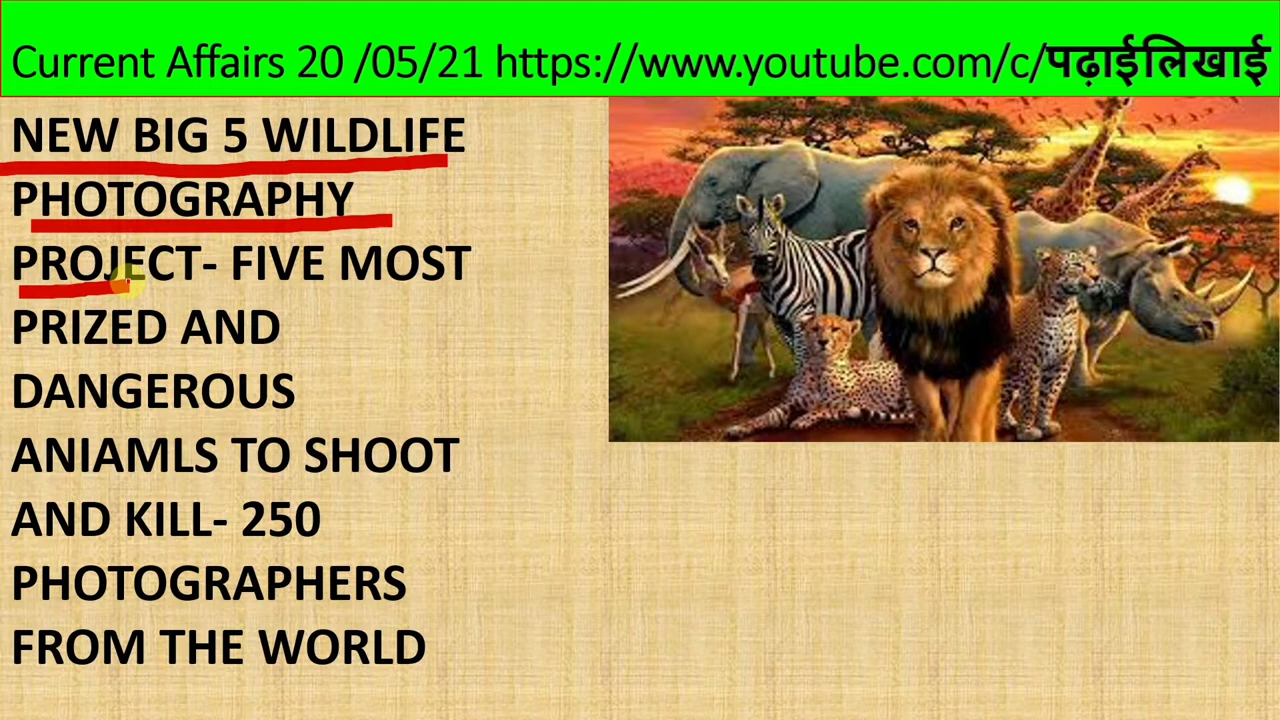 Current Affairs 20 /05/21 https://www.youtube.com/c/पढ़ाईलिखाई
NEW BIG 5 WILDLIFE
PHOTOGRAPHY
PROJECT- FIVE MOST
PRIZED AND
DANGEROUS
ANIAMLS TO SHOOT
AND KILL- 250
PHOTOGRAPHERS
FROM THE WORLD